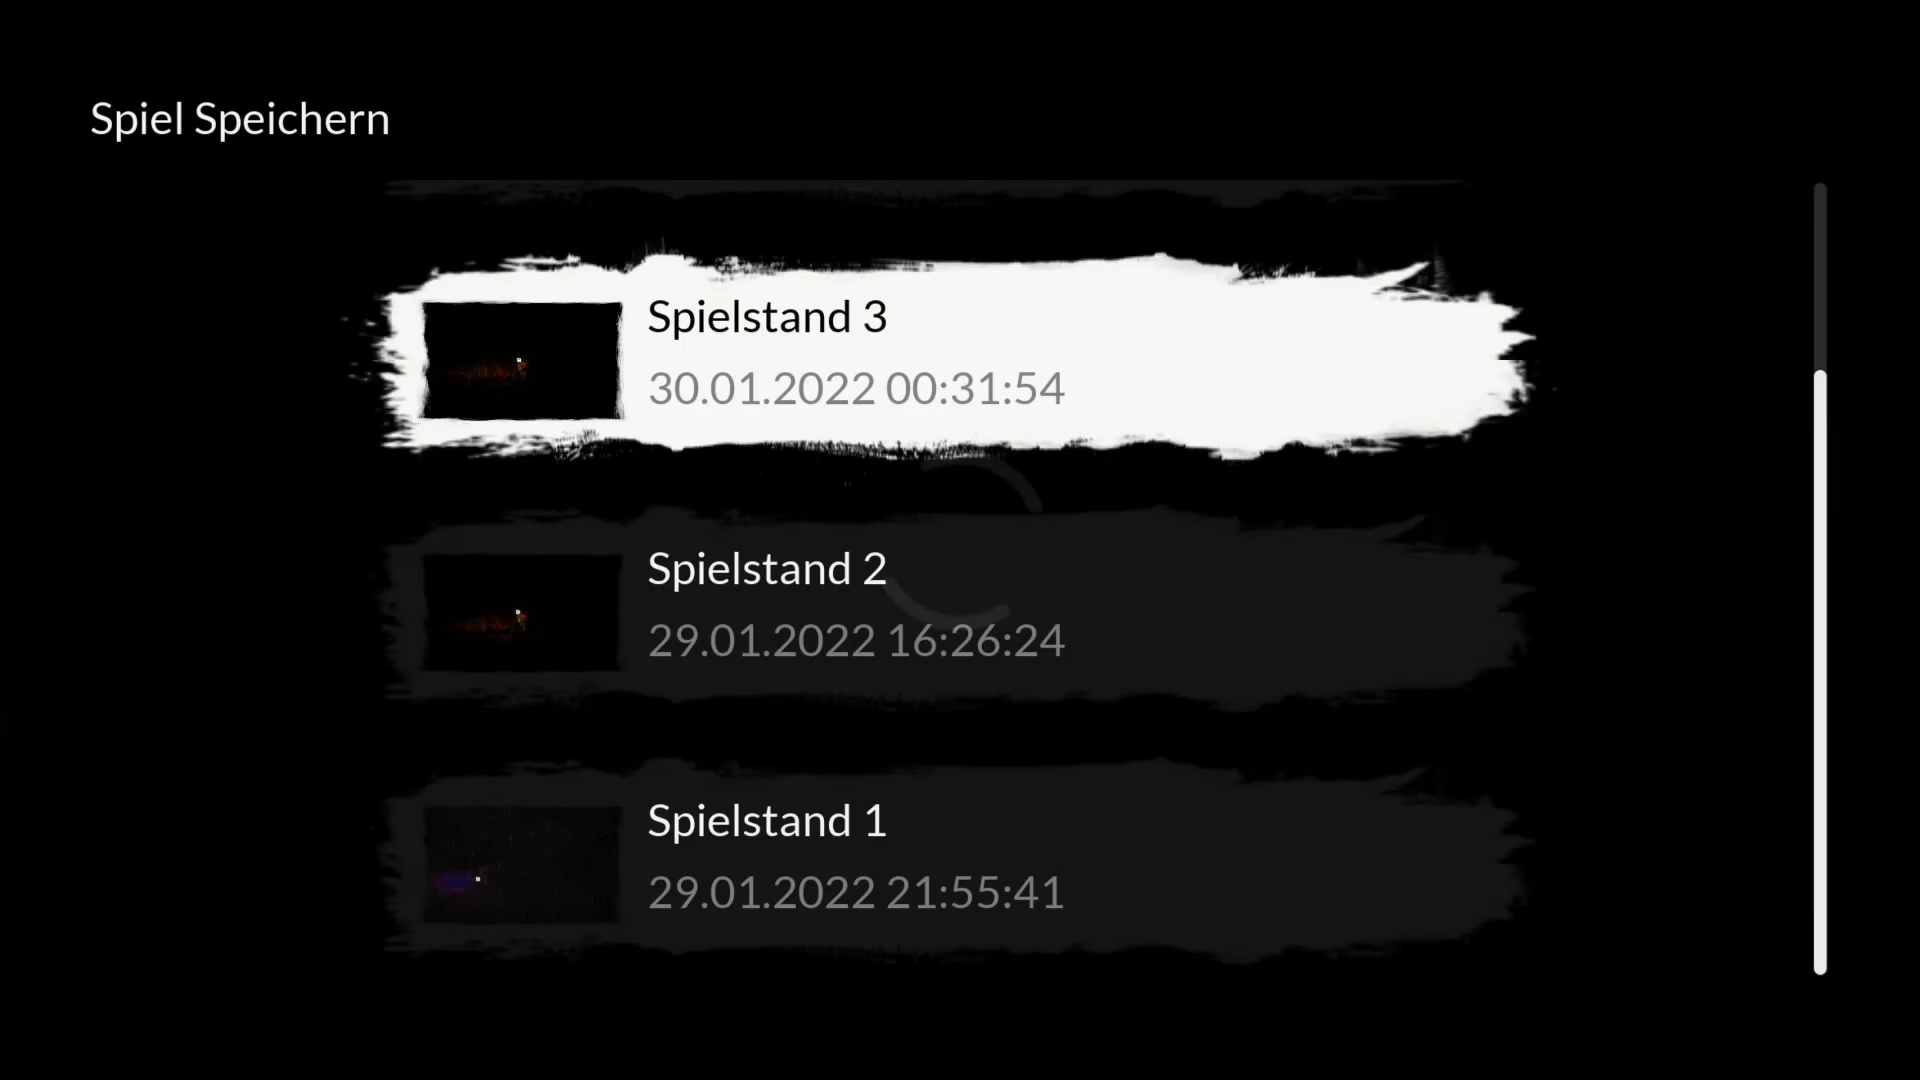 Spiel Speichern
Spielstand 3
30.01.2022 00:31:54
Spielstand 2
29.01.2022 16:26:24
Spielstand 1
29.01.2022 21:55:41